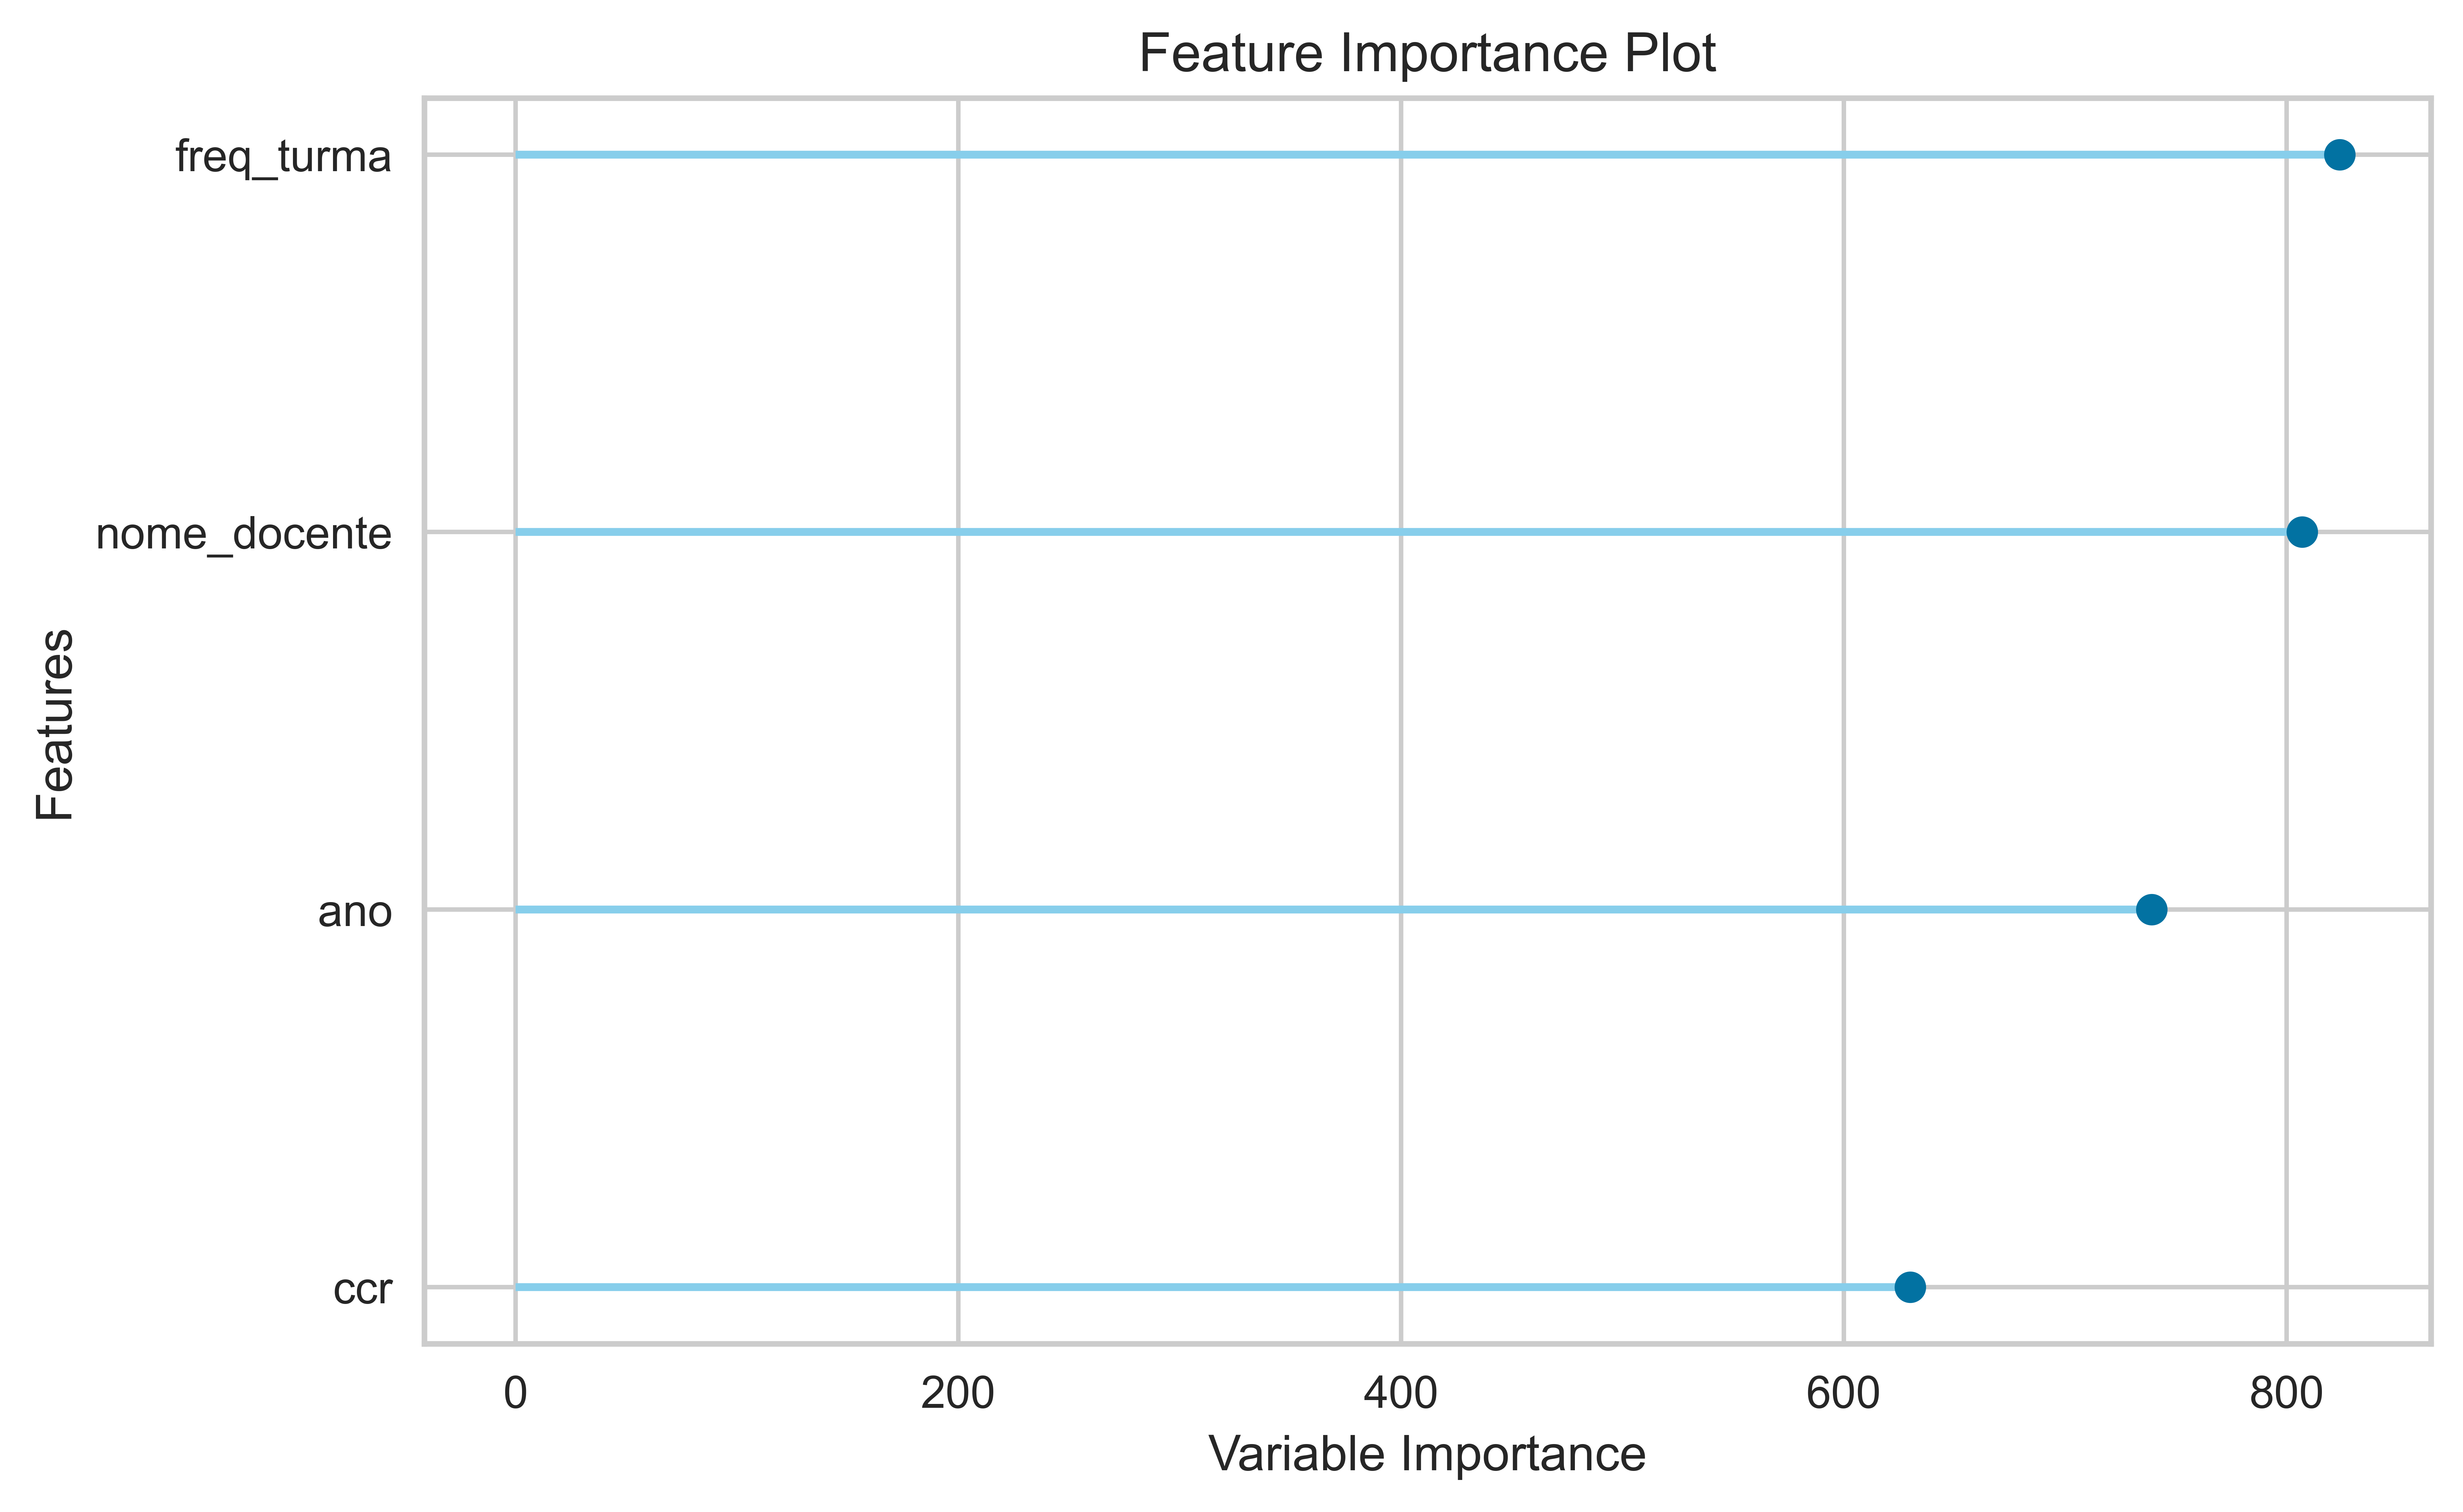 Feature Importance Plot
freq_turma
nome_docente
ano
ccr
Features
0 200 400 600 800
Variable Importance